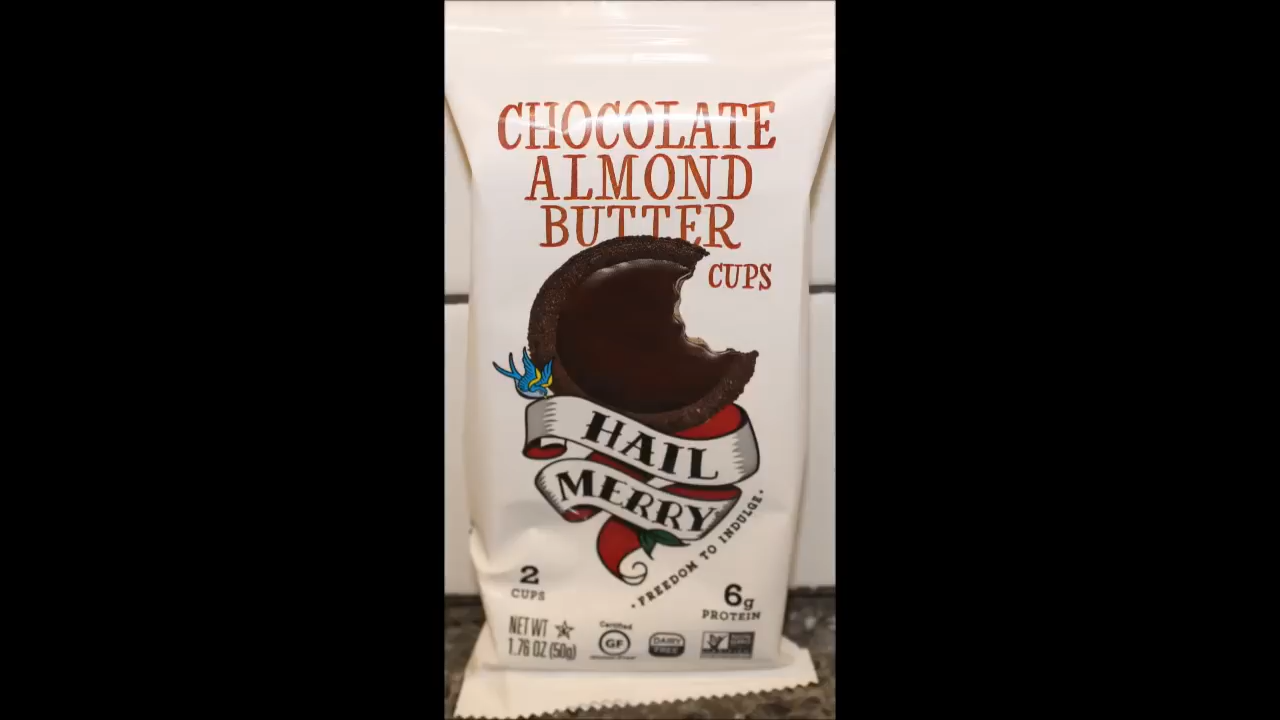 CHOCOLATE
ALMOND
BUTTER
CUPS
HAIL
MERRY
• FREEDOM TO INDULGE •
2
CUPS
6g
PROTEIN
NET WT
1.76 OZ (50g)
Certified
GF
DAIRY
FREE